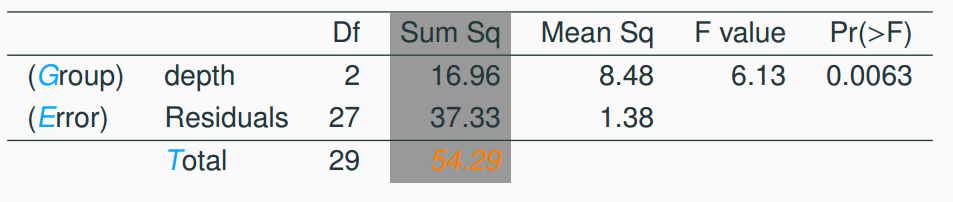 Df Sum Sq Mean Sq F value Pr(>F)
(Group) depth 2 16.96 8.48 6.13 0.0063
(Error) Residuals 27 37.33 1.38
Total 29 54.29